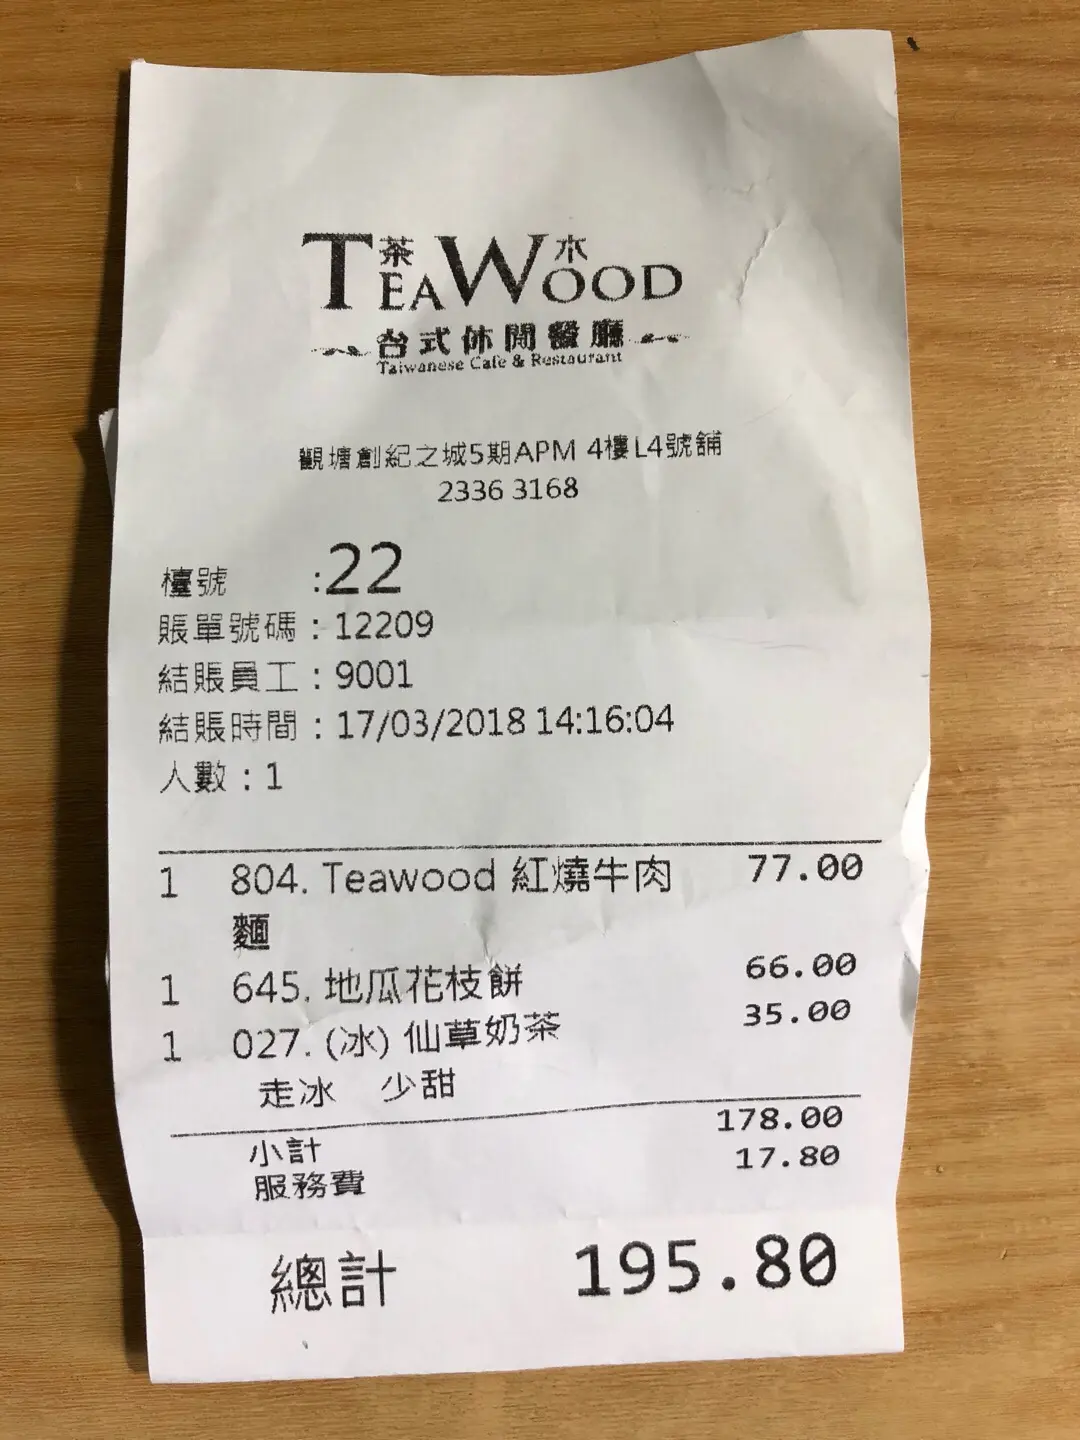 茶 木
TEAWOOD
台式休閒餐廳
Taiwanese Cafe & Restaurant
觀塘創紀之城5期APM 4樓L4號舖
2336 3168
檯號 :22
賬單號碼 : 12209
結賬員工 : 9001
結賬時間 : 17/03/2018 14:16:04
人數 : 1
1 804. Teawood 紅燒牛肉 77.00
麵
1 645. 地瓜花枝餅 66.00
1 027. (冰) 仙草奶茶 35.00
走冰 少甜
小計 178.00
服務費 17.80
總計 195.80